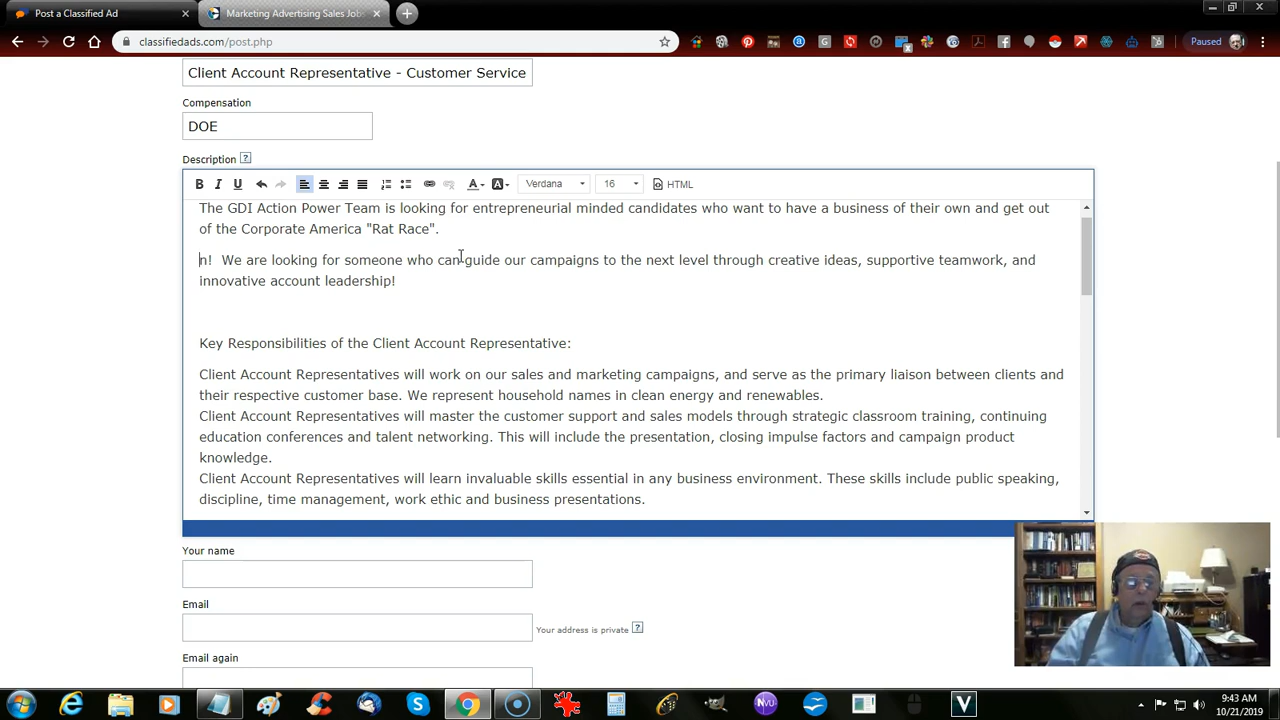 Post a Classified Ad
Marketing Advertising Sales Jobs
classifiedads.com/post.php
Paused
Client Account Representative - Customer Service
Compensation
DOE
Description ?
B I U A A Verdana 16 HTML
The GDI Action Power Team is looking for entrepreneurial minded candidates who want to have a business of their own and get out
of the Corporate America "Rat Race".
n! We are looking for someone who can guide our campaigns to the next level through creative ideas, supportive teamwork, and
innovative account leadership!
Key Responsibilities of the Client Account Representative:
Client Account Representatives will work on our sales and marketing campaigns, and serve as the primary liaison between clients and
their respective customer base. We represent household names in clean energy and renewables.
Client Account Representatives will master the customer support and sales models through strategic classroom training, continuing
education conferences and talent networking. This will include the presentation, closing impulse factors and campaign product
knowledge.
Client Account Representatives will learn invaluable skills essential in any business environment. These skills include public speaking,
discipline, time management, work ethic and business presentations.
Your name
Email
Your address is private ?
Email again
9:43 AM
10/21/2019